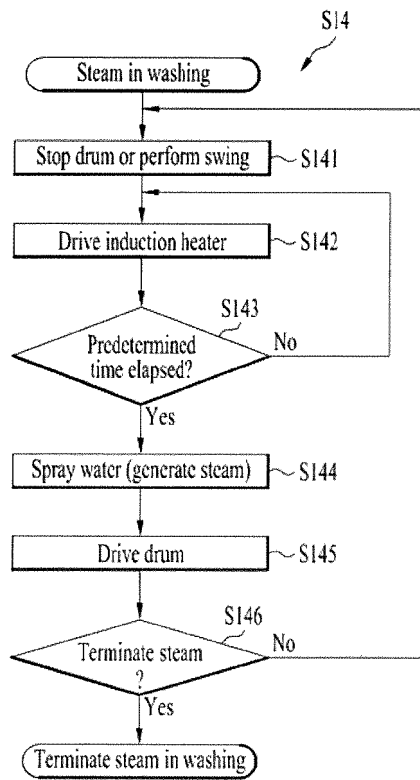 S14
Steam in washing
Stop drum or perform swing
S141
Drive induction heater
S142
S143
Predetermined
time elapsed?
No
Yes
Spray water (generate steam)
S144
Drive drum
S145
S146
Terminate steam
?
No
Yes
Terminate steam in washing